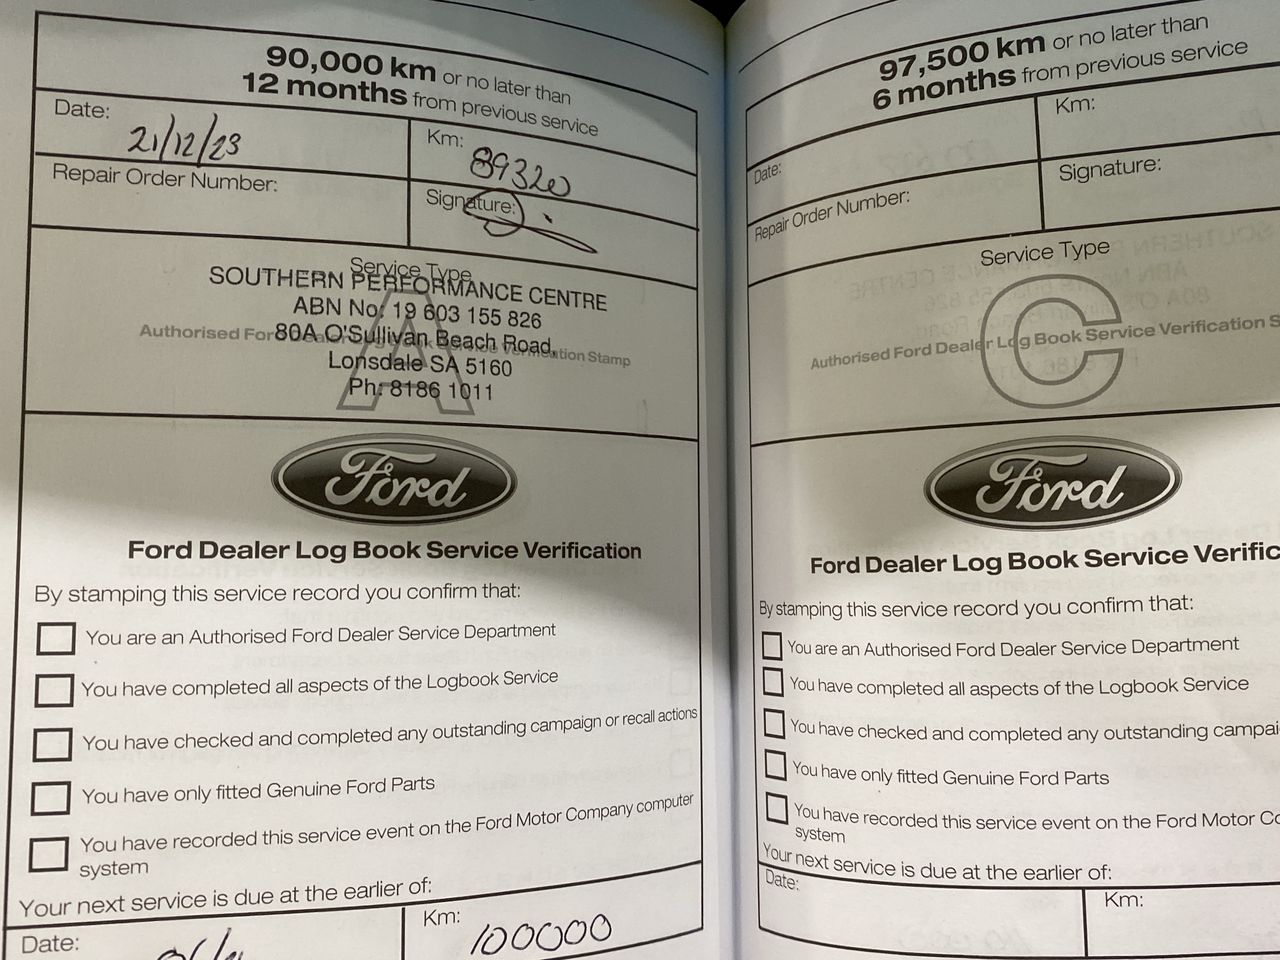 90,000 km or no later than
12 months from previous service
Date: 21/12/23
Km: 89320
Repair Order Number:
Signature:
Service Type
A
SOUTHERN PERFORMANCE CENTRE
ABN No: 19 603 155 826
Authorised Ford Dealer Log Book Service Verification Stamp
80A O'Sullivan Beach Road,
Lonsdale SA 5160
Ph: 8186 1011
Ford
Ford Dealer Log Book Service Verification
By stamping this service record you confirm that:
You are an Authorised Ford Dealer Service Department
You have completed all aspects of the Logbook Service
You have checked and completed any outstanding campaign or recall actions
You have only fitted Genuine Ford Parts
You have recorded this service event on the Ford Motor Company computer
system
Your next service is due at the earlier of:
Date:
Km: 100000
97,500 km or no later than
6 months from previous service
Date:
Km:
Repair Order Number:
Signature:
Service Type
C
Authorised Ford Dealer Log Book Service Verification S
Ford
Ford Dealer Log Book Service Verific
By stamping this service record you confirm that:
You are an Authorised Ford Dealer Service Department
You have completed all aspects of the Logbook Service
You have checked and completed any outstanding campai
You have only fitted Genuine Ford Parts
You have recorded this service event on the Ford Motor Co
system
Your next service is due at the earlier of:
Date:
Km: